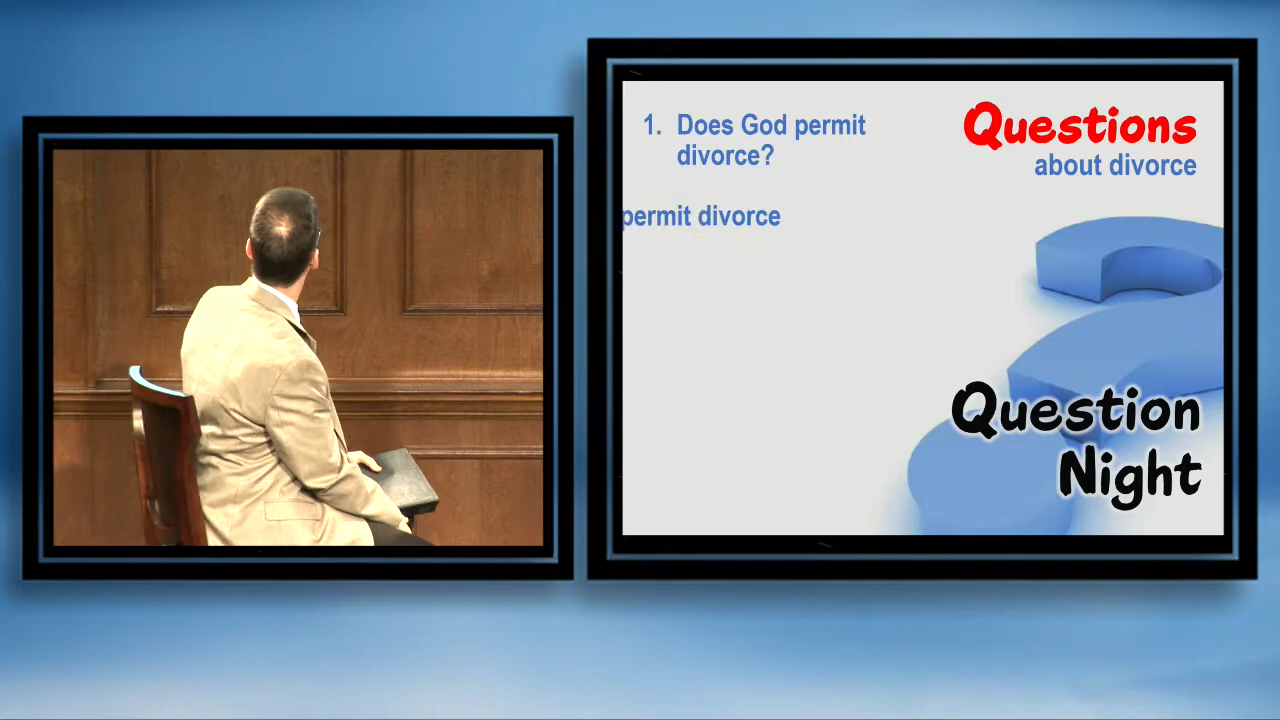 1. Does God permit
divorce?
permit divorce
Questions
about divorce
Question
Night